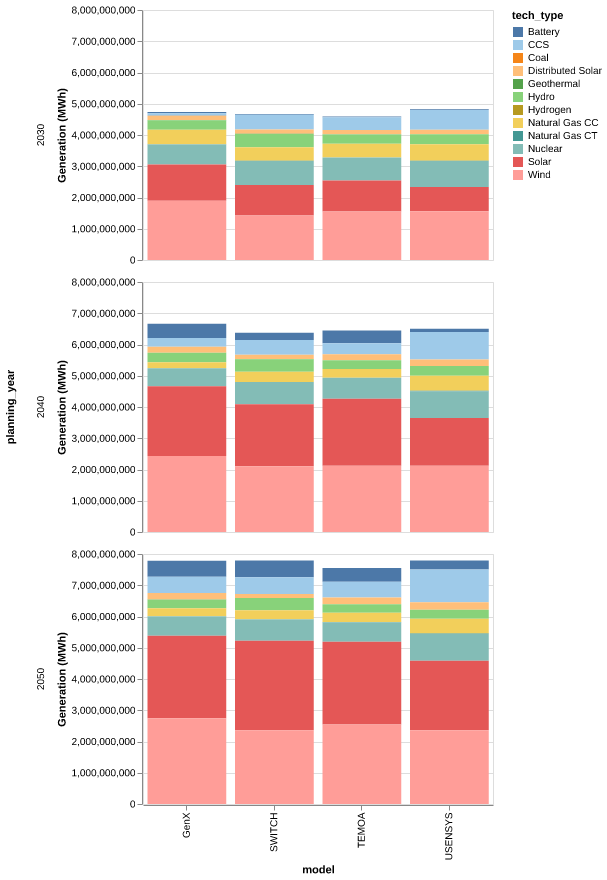 planning_year
2030
Generation (MWh)
8,000,000,000
7,000,000,000
6,000,000,000
5,000,000,000
4,000,000,000
3,000,000,000
2,000,000,000
1,000,000,000
0
tech_type
Battery
CCS
Coal
Distributed Solar
Geothermal
Hydro
Hydrogen
Natural Gas CC
Natural Gas CT
Nuclear
Solar
Wind
2040
Generation (MWh)
8,000,000,000
7,000,000,000
6,000,000,000
5,000,000,000
4,000,000,000
3,000,000,000
2,000,000,000
1,000,000,000
0
2050
Generation (MWh)
8,000,000,000
7,000,000,000
6,000,000,000
5,000,000,000
4,000,000,000
3,000,000,000
2,000,000,000
1,000,000,000
0
GenX
SWITCH
TEMOA
USENSYS
model